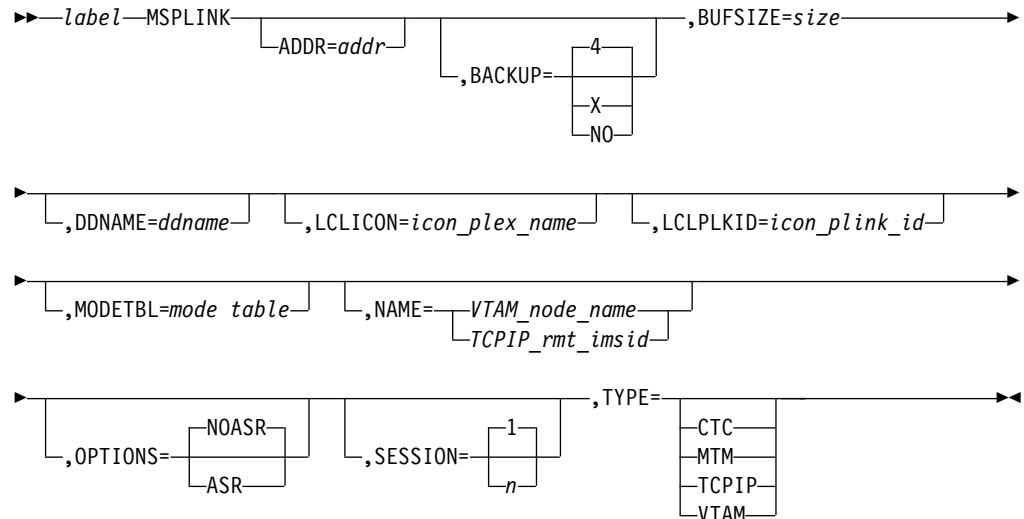 label MSPLINK ,BUFSIZE=size
ADDR=addr 4
,BACKUP=
X
NO
,DDNAME=ddname ,LCLICON=icon_plex_name ,LCLPLKID=icon_plink_id
,MODETBL=mode table ,NAME= VTAM_node_name
TCPIP_rmt_imsid
,TYPE=
NOASR 1 CTC
,OPTIONS= ,SESSION=
ASR n MTM
TCPIP
VTAM